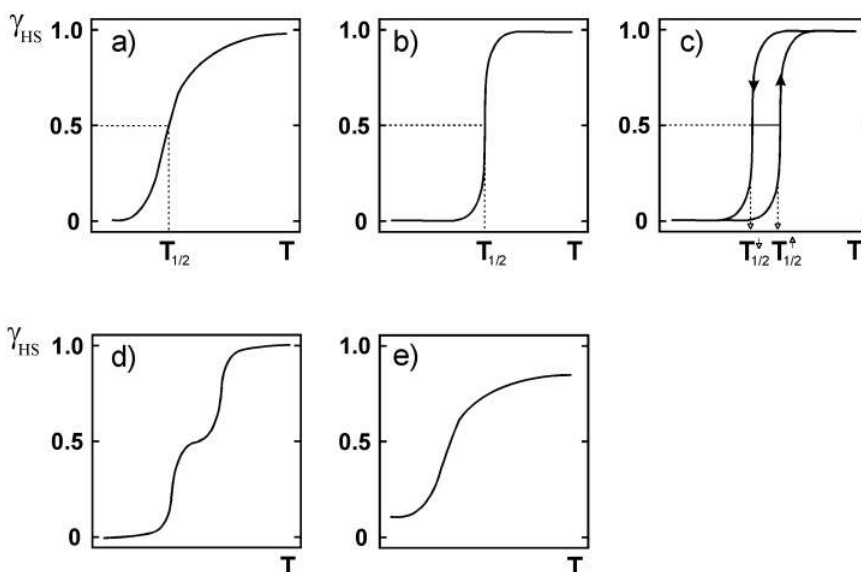 γHS 1.0 a) 1.0 b) 1.0 c)
0.5 0.5 0.5
0 0 0
T1/2 T T1/2 T T1/2↓ T1/2↑ T
γHS 1.0 d) 1.0 e)
0.5 0.5
0 0
T T